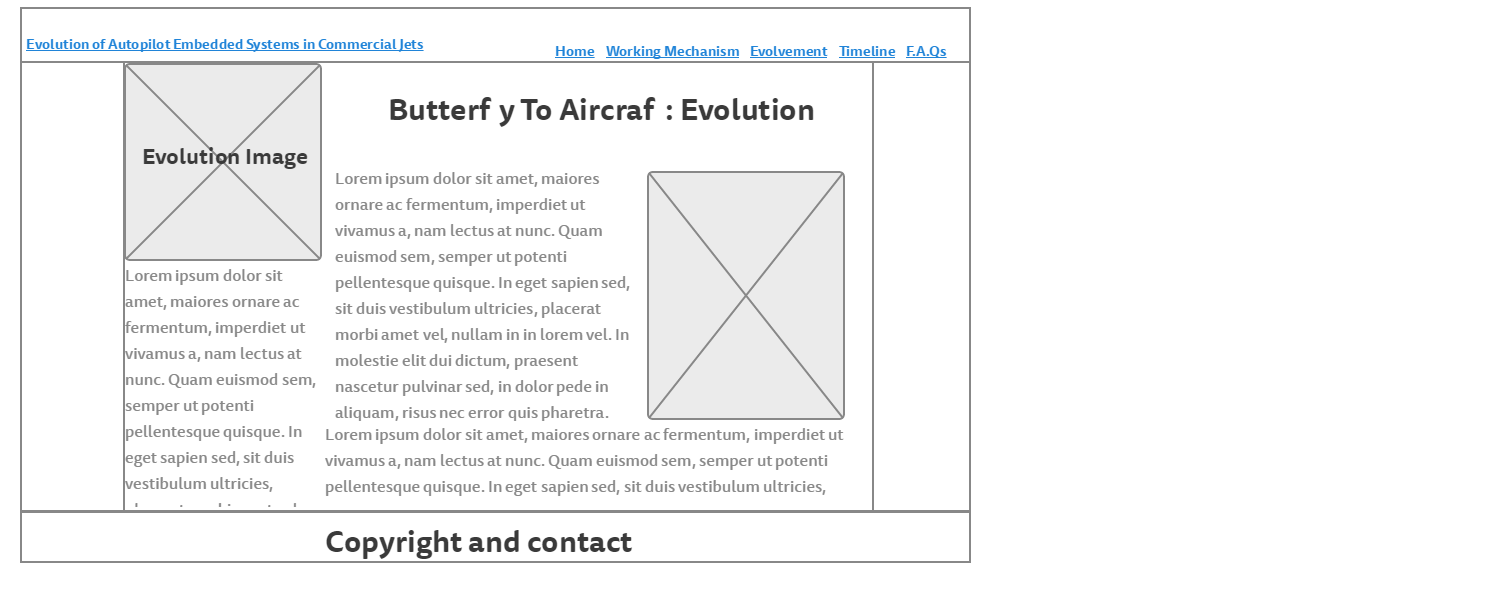 Evolution of Autopilot Embedded Systems in Commercial Jets
Home Working Mechanism Evolvement Timeline F.A.Qs
Evolution Image
Lorem ipsum dolor sit
amet, maiores ornare ac
fermentum, imperdiet ut
vivamus a, nam lectus at
nunc. Quam euismod sem,
semper ut potenti
pellentesque quisque. In
eget sapien sed, sit duis
vestibulum ultricies,
Butterf y To Aircraf : Evolution
Lorem ipsum dolor sit amet, maiores
ornare ac fermentum, imperdiet ut
vivamus a, nam lectus at nunc. Quam
euismod sem, semper ut potenti
pellentesque quisque. In eget sapien sed,
sit duis vestibulum ultricies, placerat
morbi amet vel, nullam in in lorem vel. In
molestie elit dui dictum, praesent
nascetur pulvinar sed, in dolor pede in
aliquam, risus nec error quis pharetra.
Lorem ipsum dolor sit amet, maiores ornare ac fermentum, imperdiet ut
vivamus a, nam lectus at nunc. Quam euismod sem, semper ut potenti
pellentesque quisque. In eget sapien sed, sit duis vestibulum ultricies,
Copyright and contact